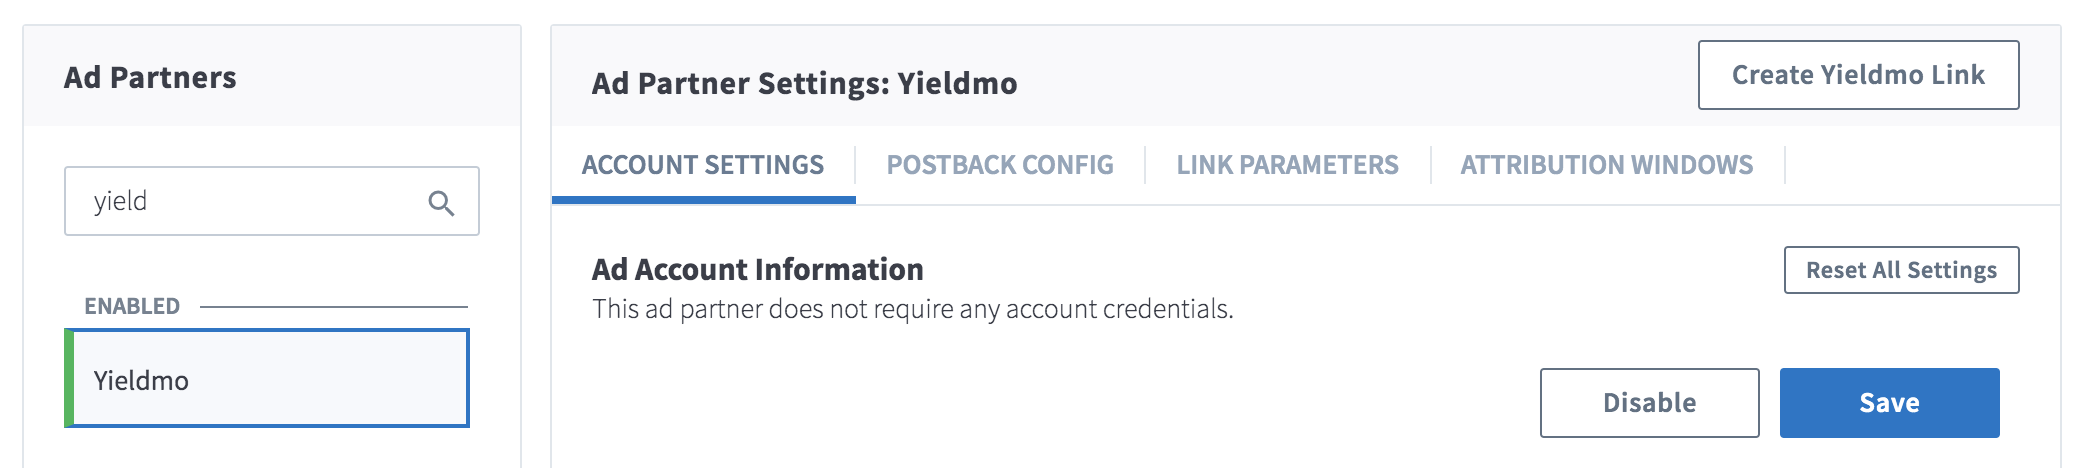 Ad Partners
yield
ENABLED
Yieldmo
Ad Partner Settings: Yieldmo
Create Yieldmo Link
ACCOUNT SETTINGS
POSTBACK CONFIG
LINK PARAMETERS
ATTRIBUTION WINDOWS
Ad Account Information
Reset All Settings
This ad partner does not require any account credentials.
Disable
Save